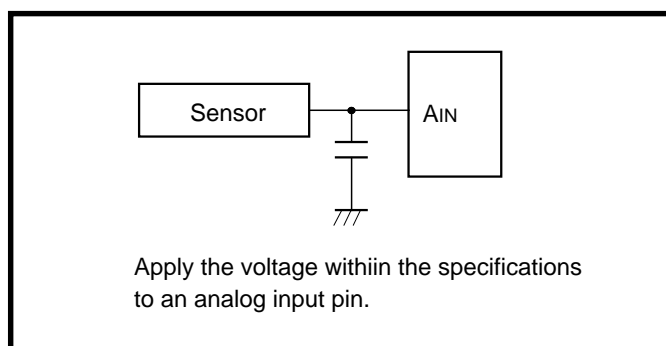 Sensor
AIN
Apply the voltage withiin the specifications
to an analog input pin.